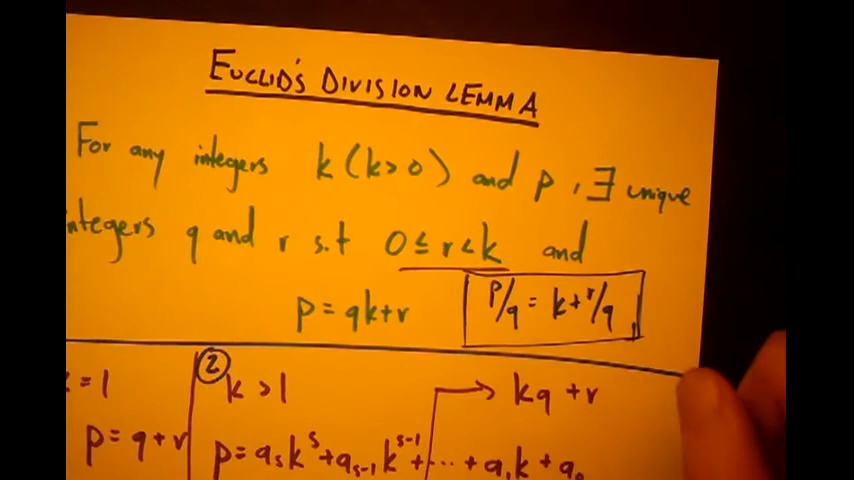 EUCLID'S DIVISION LEMMA
For any integers k (k>0) and p, ∃ unique
integers q and r s.t 0≤r<k and
p=qk+r
p/q = k+r/q
=1
p=q+r
2
k>1
kq+r
p=aₛkˢ+aₛ₋₁kˢ⁻¹+...+a₁k+a₀